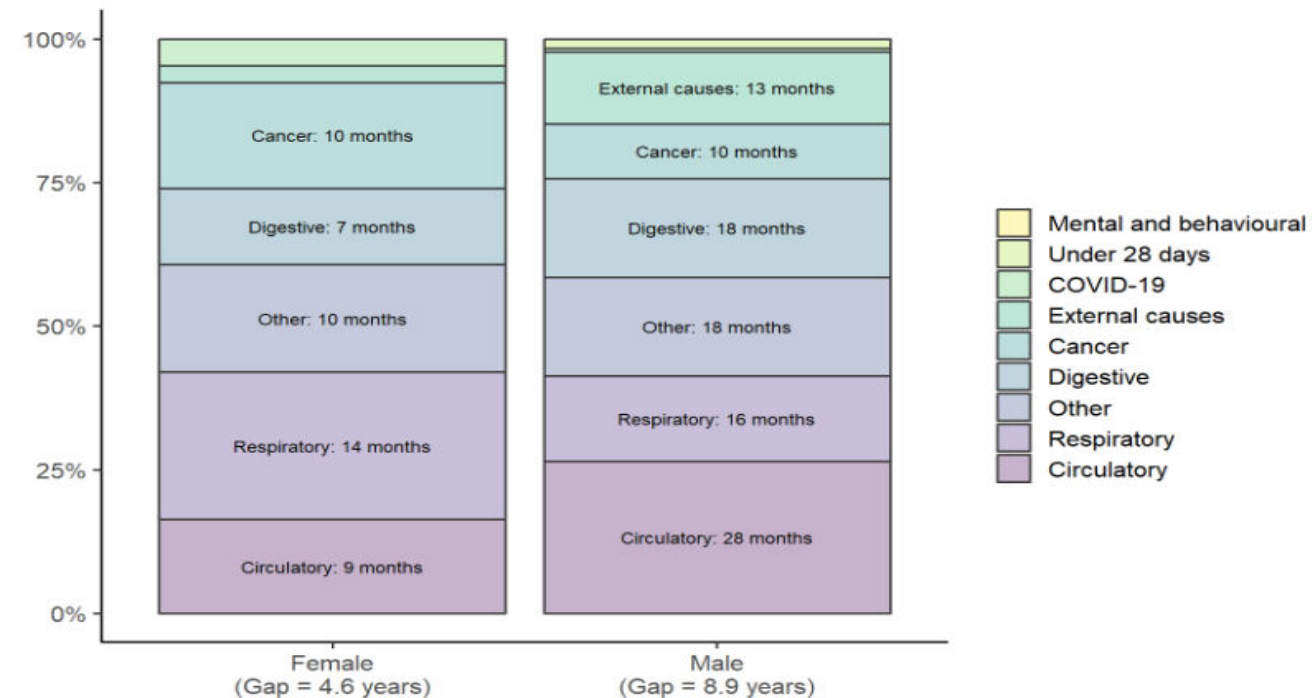 100%
75%
50%
25%
0%
Cancer: 10 months
Digestive: 7 months
Other: 10 months
Respiratory: 14 months
Circulatory: 9 months
External causes: 13 months
Cancer: 10 months
Digestive: 18 months
Other: 18 months
Respiratory: 16 months
Circulatory: 28 months
Female
(Gap = 4.6 years)
Male
(Gap = 8.9 years)
Mental and behavioural
Under 28 days
COVID-19
External causes
Cancer
Digestive
Other
Respiratory
Circulatory